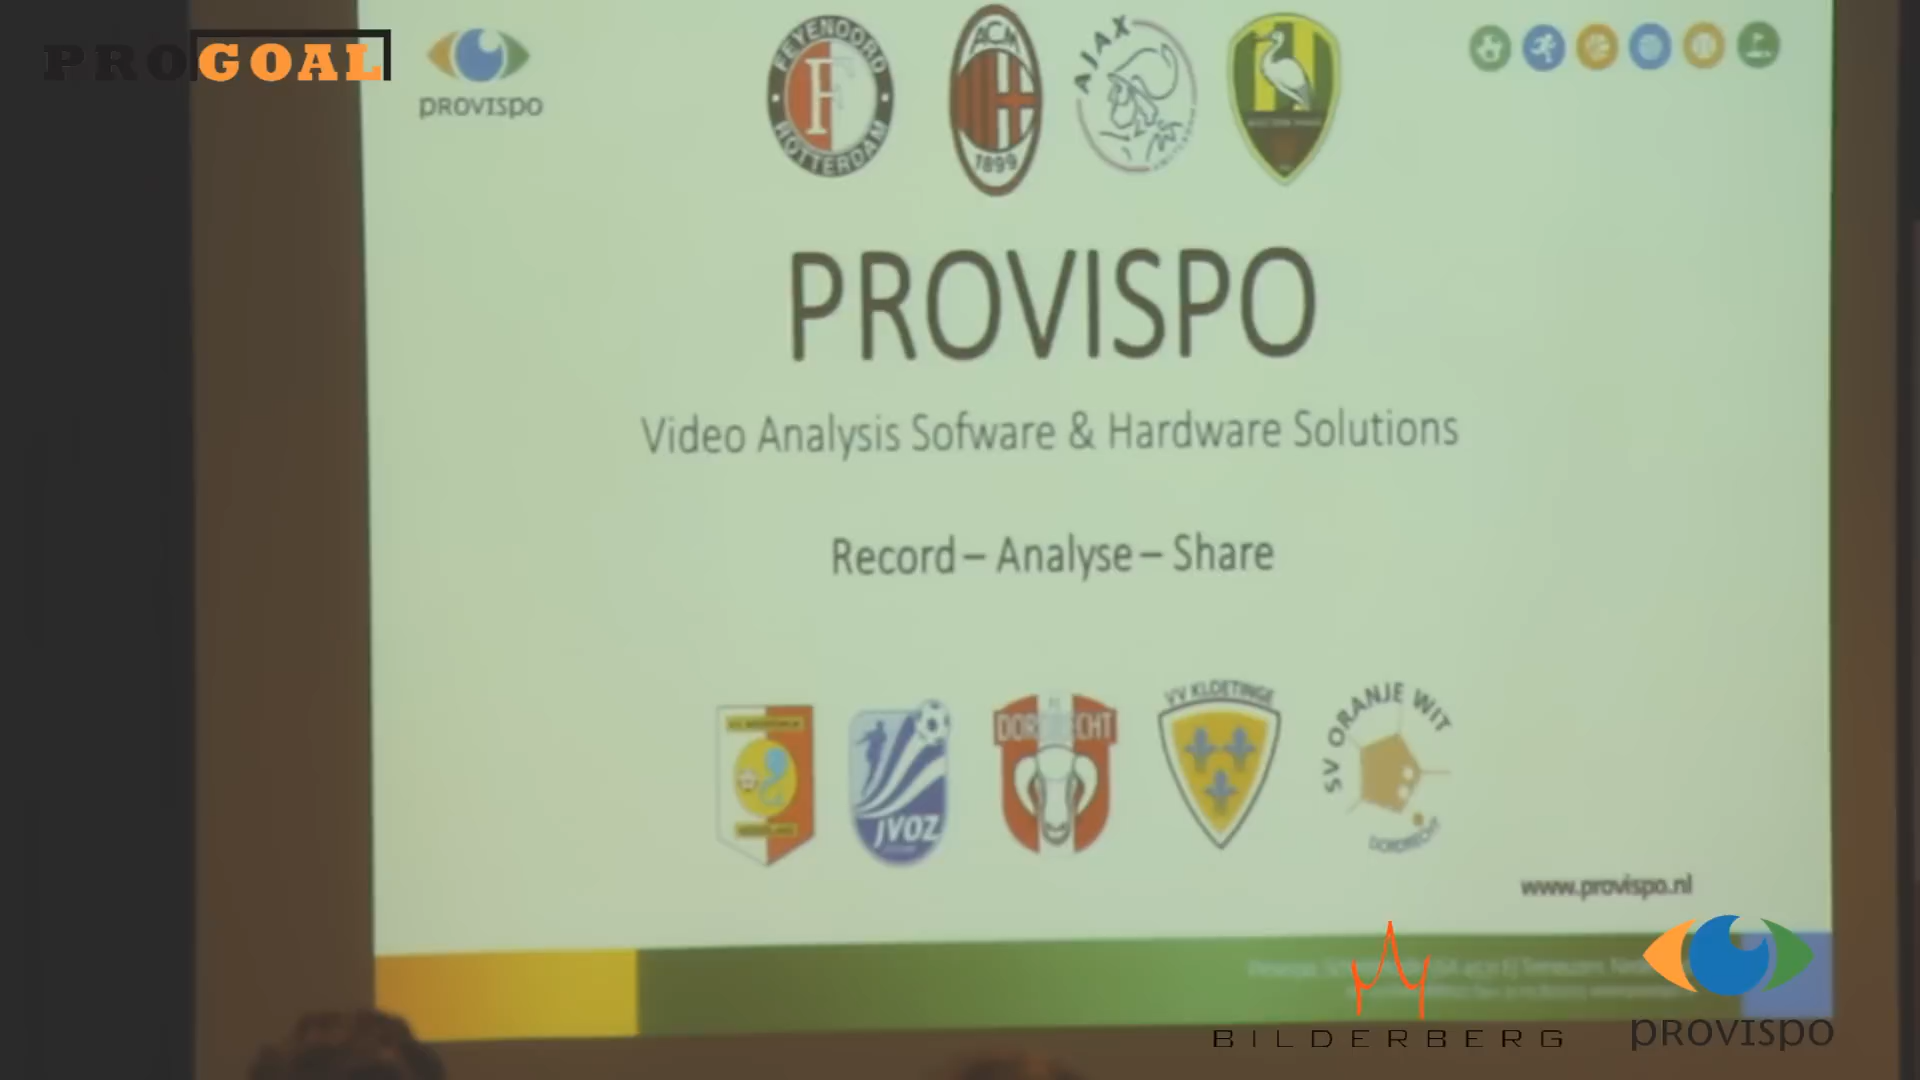 PROGOAL
PROVISPO
FEYENOORD
ROTTERDAM
ACM
1899
AJAX
PROVISPO
Video Analysis Sofware & Hardware Solutions
Record – Analyse – Share
JVOZ
DORDRECHT
VV KLOETINGE
SV ORANJE WIT
DORDRECHT
www.provispo.nl
BILDERBERG
PROVISPO